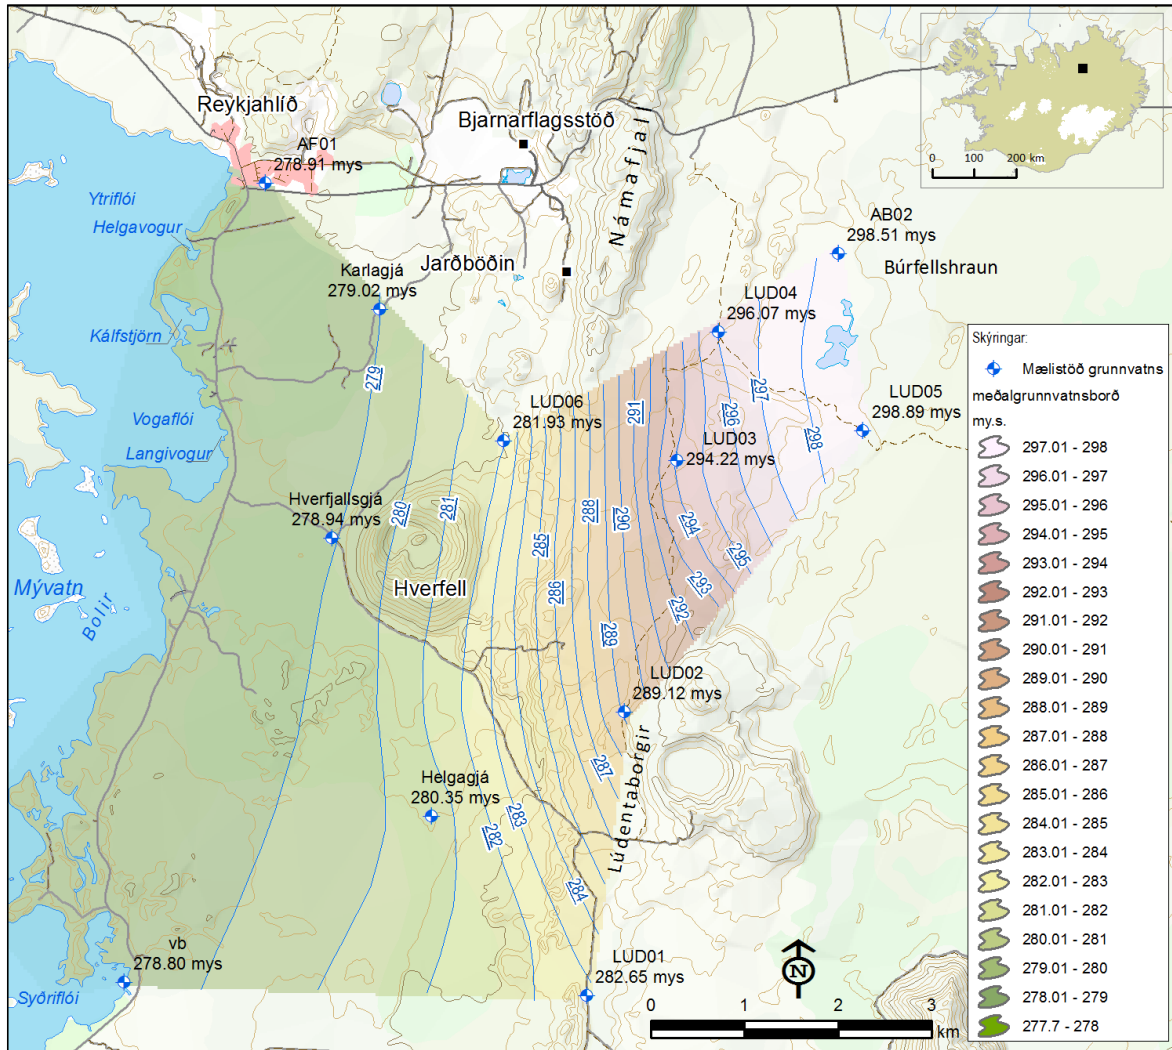 Reykjahlíð
AF01
278.91 mys
Bjarnarflagsstöð
Námafjall
0 100 200 km
Ytriflói
Helgavogur
Karlagjá
279.02 mys
Jarðböðin
AB02
298.51 mys
Búrfellshraun
LUD04
296.07 mys
Kálfstjörn
Vogaflói
Langivogur
LUD06
281.93 mys
LUD03
294.22 mys
LUD05
298.89 mys
Hverfjallsgjá
278.94 mys
Hverfell
Mývatn
Bolir
LUD02
289.12 mys
Lúdentaborgir
Helgagjá
280.35 mys
vb
278.80 mys
Syðriflói
LUD01
282.65 mys
279
280
281
282
283
284
285
286
287
288
289
290
291
292
293
294
295
296
297
298
N
0 1 2 3
km
Skýringar:
Mælistöð grunnvatns
meðalgrunnvatnsborð
my.s.
297.01 - 298
296.01 - 297
295.01 - 296
294.01 - 295
293.01 - 294
292.01 - 293
291.01 - 292
290.01 - 291
289.01 - 290
288.01 - 289
287.01 - 288
286.01 - 287
285.01 - 286
284.01 - 285
283.01 - 284
282.01 - 283
281.01 - 282
280.01 - 281
279.01 - 280
278.01 - 279
277.7 - 278